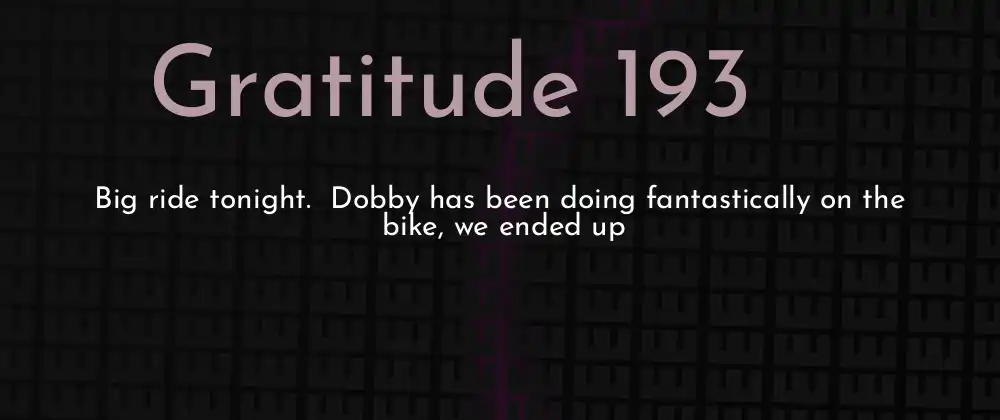 Gratitude 193
Big ride tonight.  Dobby has been doing fantastically on the
bike, we ended up